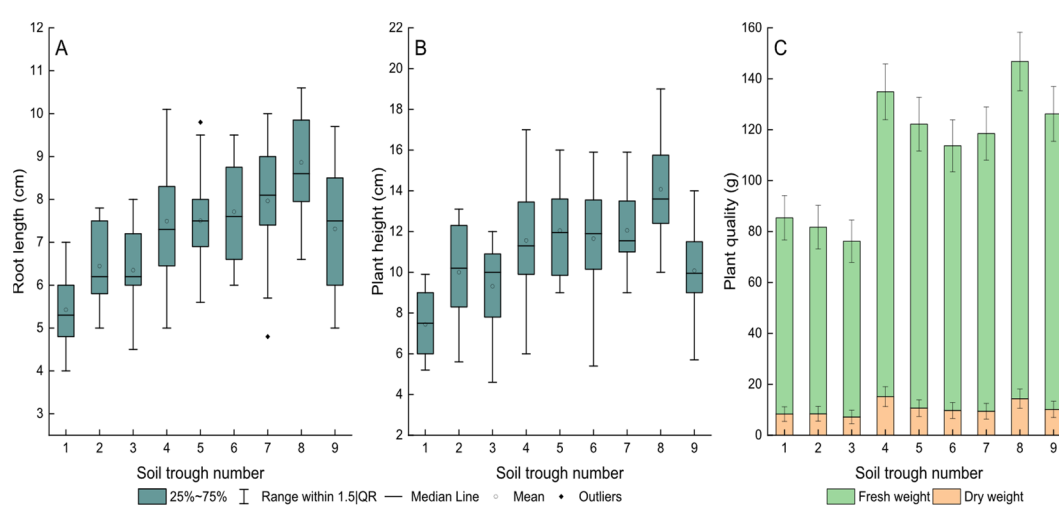 A
12
11
10
9
8
7
6
5
4
3
Root length (cm)
1 2 3 4 5 6 7 8 9
Soil trough number
B
22
20
18
16
14
12
10
8
6
4
2
Plant height (cm)
1 2 3 4 5 6 7 8 9
Soil trough number
C
160
140
120
100
80
60
40
20
0
Plant quality (g)
1 2 3 4 5 6 7 8 9
Soil trough number
25%~75% Range within 1.5|QR Median Line Mean Outliers
Fresh weight Dry weight